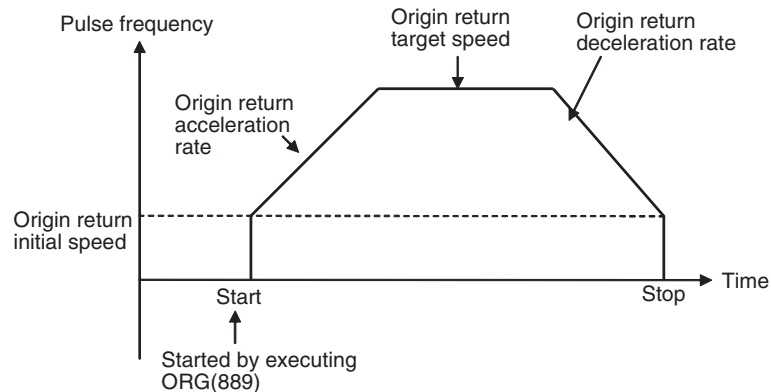 Pulse frequency
Origin return
target speed
Origin return
deceleration rate
Origin return
acceleration
rate
Origin return
initial speed
Time
Start
Stop
Started by executing
ORG(889)